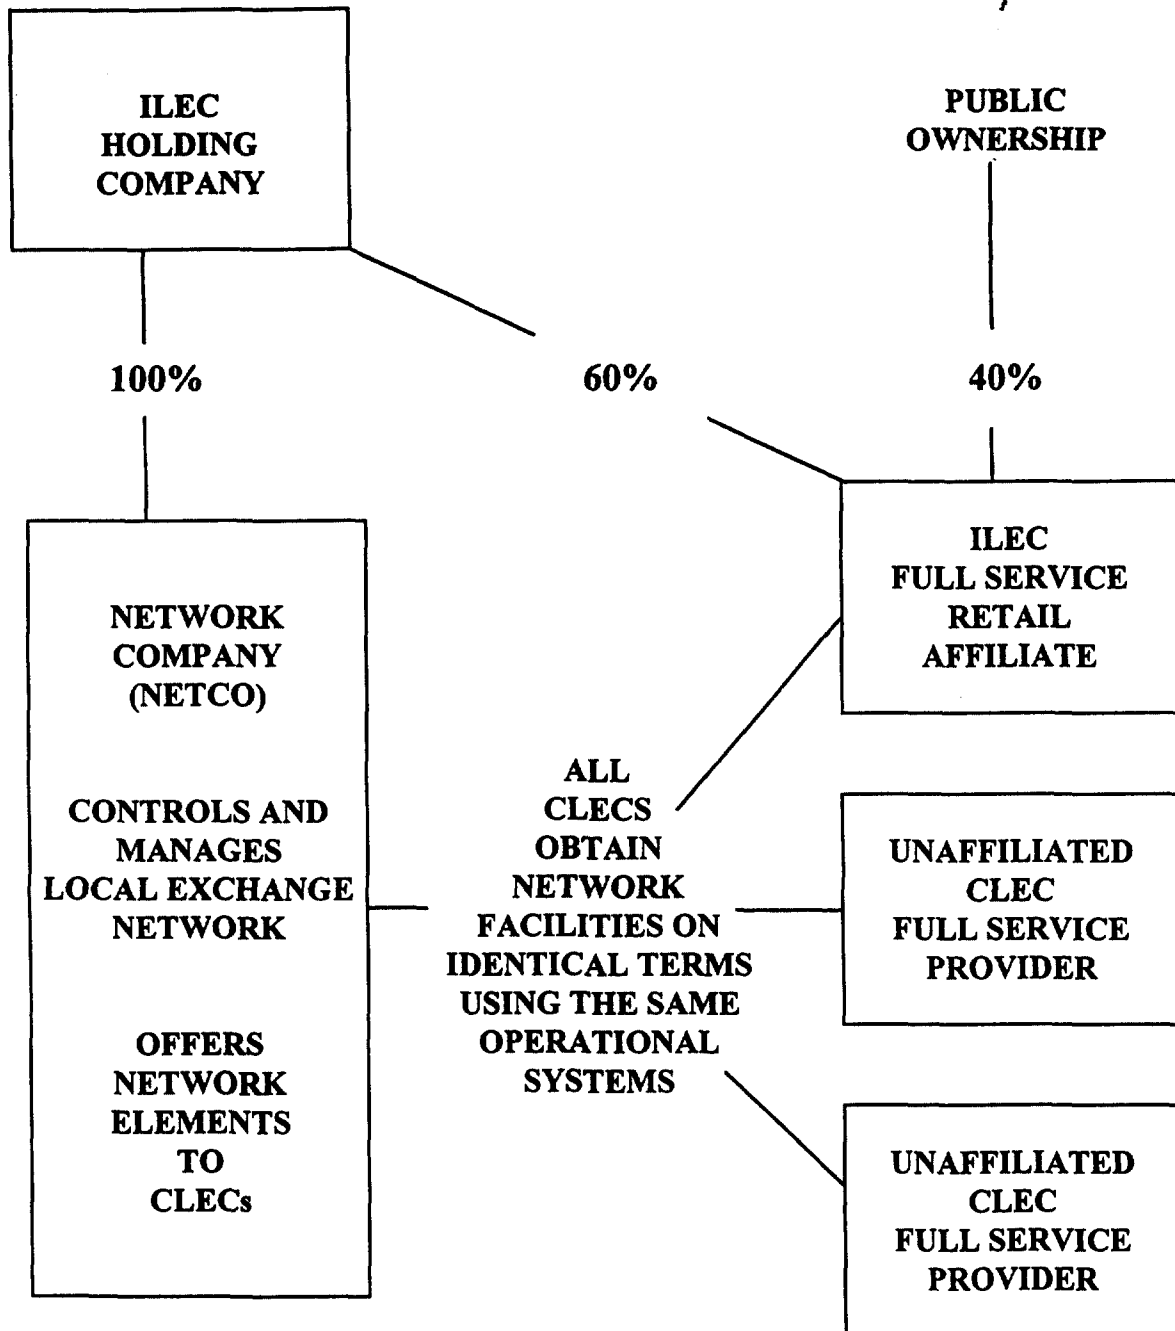 ILEC
HOLDING
COMPANY
PUBLIC
OWNERSHIP
100%
60%
40%
NETWORK
COMPANY
(NETCO)
CONTROLS AND
MANAGES
LOCAL EXCHANGE
NETWORK
OFFERS
NETWORK
ELEMENTS
TO
CLECs
ALL
CLECS
OBTAIN
NETWORK
FACILITIES ON
IDENTICAL TERMS
USING THE SAME
OPERATIONAL
SYSTEMS
ILEC
FULL SERVICE
RETAIL
AFFILIATE
UNAFFILIATED
CLEC
FULL SERVICE
PROVIDER
UNAFFILIATED
CLEC
FULL SERVICE
PROVIDER